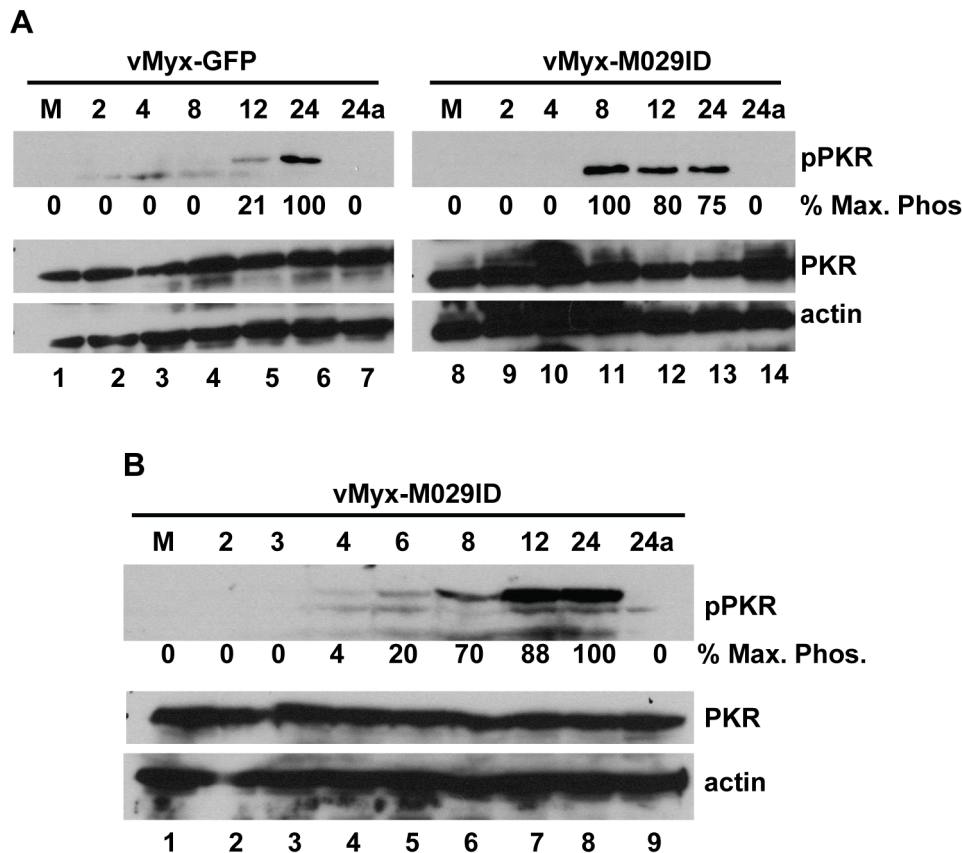 A
vMyx-GFP
vMyx-M029ID
M 2 4 8 12 24 24a
M 2 4 8 12 24 24a
pPKR
0 0 0 0 21 100 0
0 0 0 100 80 75 0
% Max. Phos
PKR
actin
1 2 3 4 5 6 7
8 9 10 11 12 13 14
B
vMyx-M029ID
M 2 3 4 6 8 12 24 24a
pPKR
0 0 0 4 20 70 88 100 0 % Max. Phos.
PKR
actin
1 2 3 4 5 6 7 8 9